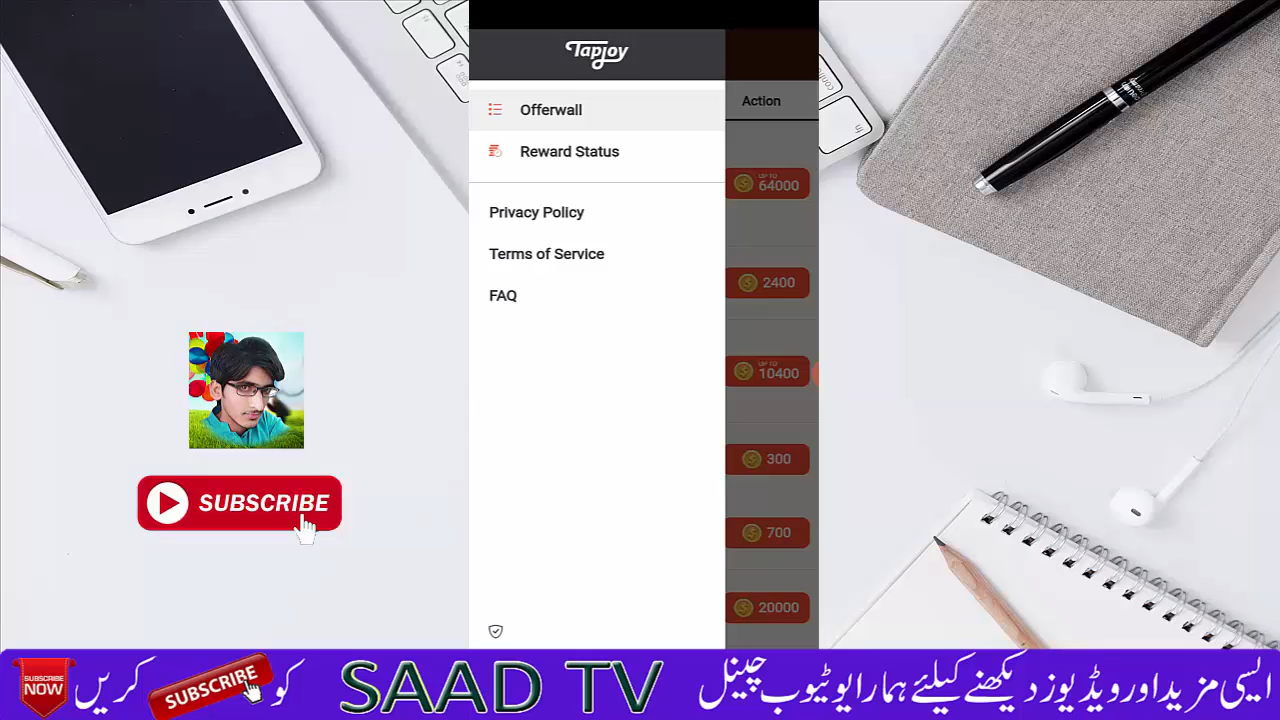 Tapjoy
Offerwall
Reward Status
Privacy Policy
Terms of Service
FAQ
Action
UP TO
64000
2400
UP TO
10400
300
700
20000
SUBSCRIBE
ایسی مزید اور ویڈیوز دیکھنے کیلئے ہمارا یوٹیوب چینل
SAAD TV
کو
SUBSCRIBE
کریں
SUBSCRIBE
NOW